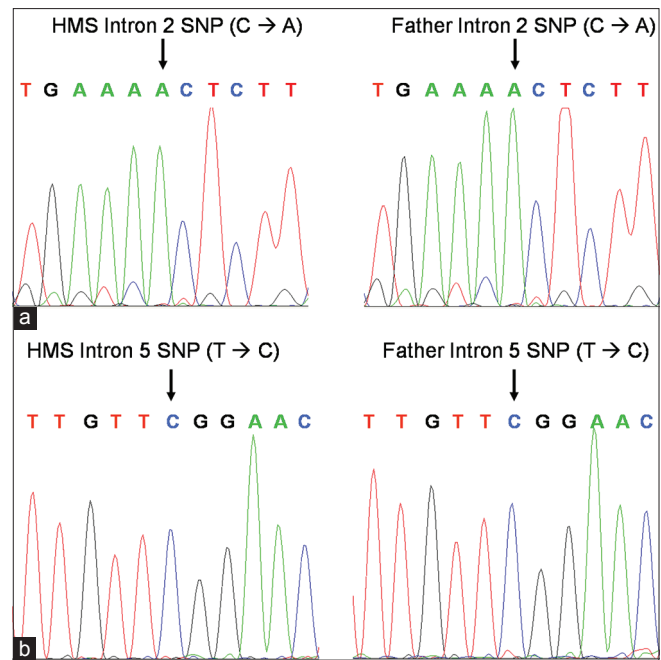 HMS Intron 2 SNP (C → A)
Father Intron 2 SNP (C → A)
T G A A A A C T C T T
T G A A A A C T C T T
a
HMS Intron 5 SNP (T → C)
Father Intron 5 SNP (T → C)
T T G T T C G G A A C
T T G T T C G G A A C
b